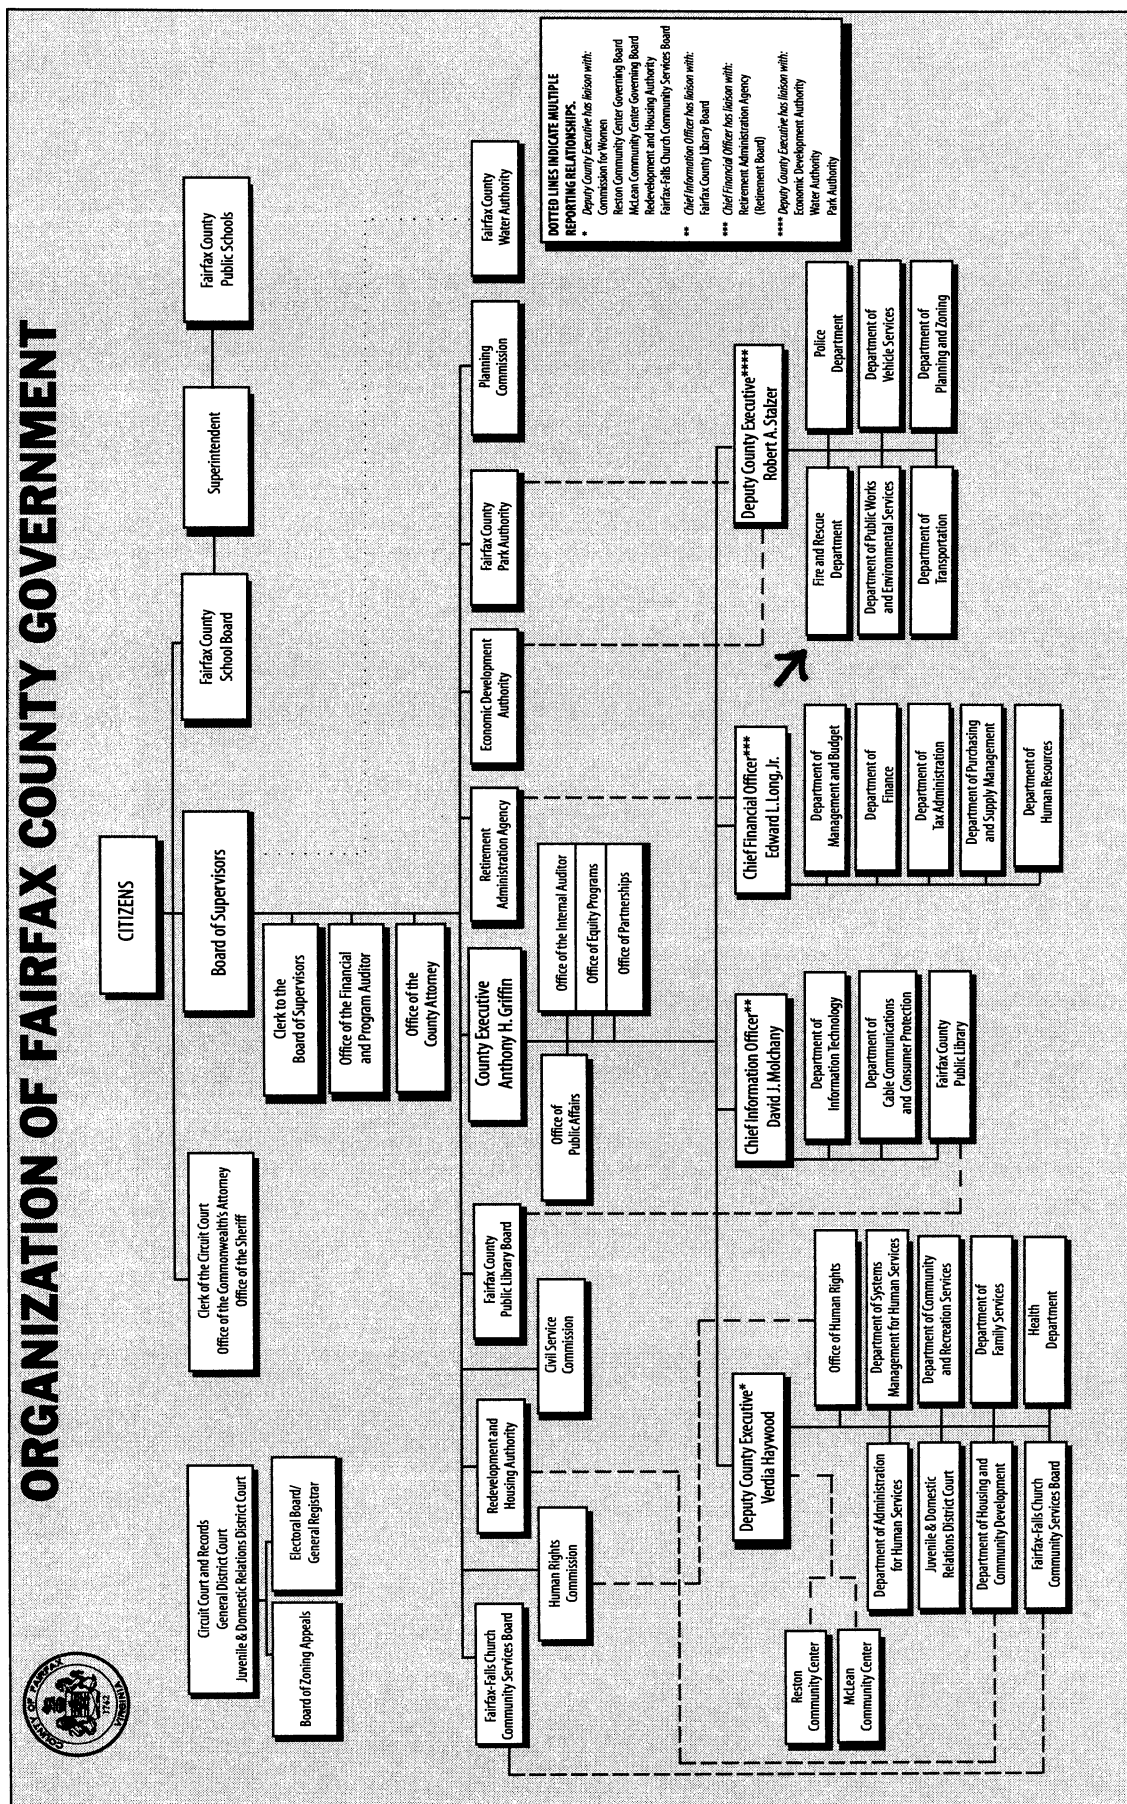 ORGANIZATION OF FAIRFAX COUNTY GOVERNMENT
COUNTY OF FAIRFAX
VIRGINIA
1742
CITIZENS
Circuit Court and Records
General District Court
Juvenile & Domestic Relations District Court
Board of Zoning Appeals
Electoral Board/
General Registrar
Clerk of the Circuit Court
Office of the Commonwealth's Attorney
Office of the Sheriff
Board of Supervisors
Fairfax County
School Board
Superintendent
Fairfax County
Public Schools
Clerk to the
Board of Supervisors
Office of the Financial
and Program Auditor
Office of the
County Attorney
Fairfax-Falls Church
Community Services Board
Human Rights
Commission
Redevelopment and
Housing Authority
Civil Service
Commission
Fairfax County
Public Library Board
County Executive
Anthony H. Griffin
Retirement
Administration Agency
Economic Development
Authority
Fairfax County
Park Authority
Planning
Commission
Fairfax County
Water Authority
Office of
Public Affairs
Office of the Internal Auditor
Office of Equity Programs
Office of Partnerships
DOTTED LINES INDICATE MULTIPLE
REPORTING RELATIONSHIPS.
* Deputy County Executive has liaison with:
Commission for Women
Reston Community Center Governing Board
McLean Community Center Governing Board
Redevelopment and Housing Authority
Fairfax-Falls Church Community Services Board
** Chief Information Officer has liaison with:
Fairfax County Library Board
*** Chief Financial Officer has liaison with:
Retirement Administration Agency
(Retirement Board)
**** Deputy County Executive has liaison with:
Economic Development Authority
Water Authority
Park Authority
Deputy County Executive*
Verdia Haywood
Reston
Community Center
McLean
Community Center
Department of Administration
for Human Services
Juvenile & Domestic
Relations District Court
Department of Housing and
Community Development
Fairfax-Falls Church
Community Services Board
Office of Human Rights
Department of Systems
Management for Human Services
Department of Community
and Recreation Services
Department of
Family Services
Health
Department
Chief Information Officer**
David J. Molchany
Department of
Information Technology
Department of
Cable Communications
and Consumer Protection
Fairfax County
Public Library
Chief Financial Officer***
Edward L. Long, Jr.
Department of
Management and Budget
Department of
Finance
Department of
Tax Administration
Department of Purchasing
and Supply Management
Department of
Human Resources
Deputy County Executive****
Robert A. Stalzer
Fire and Rescue
Department
Department of Public Works
and Environmental Services
Department of
Transportation
Police
Department
Department of
Vehicle Services
Department of
Planning and Zoning